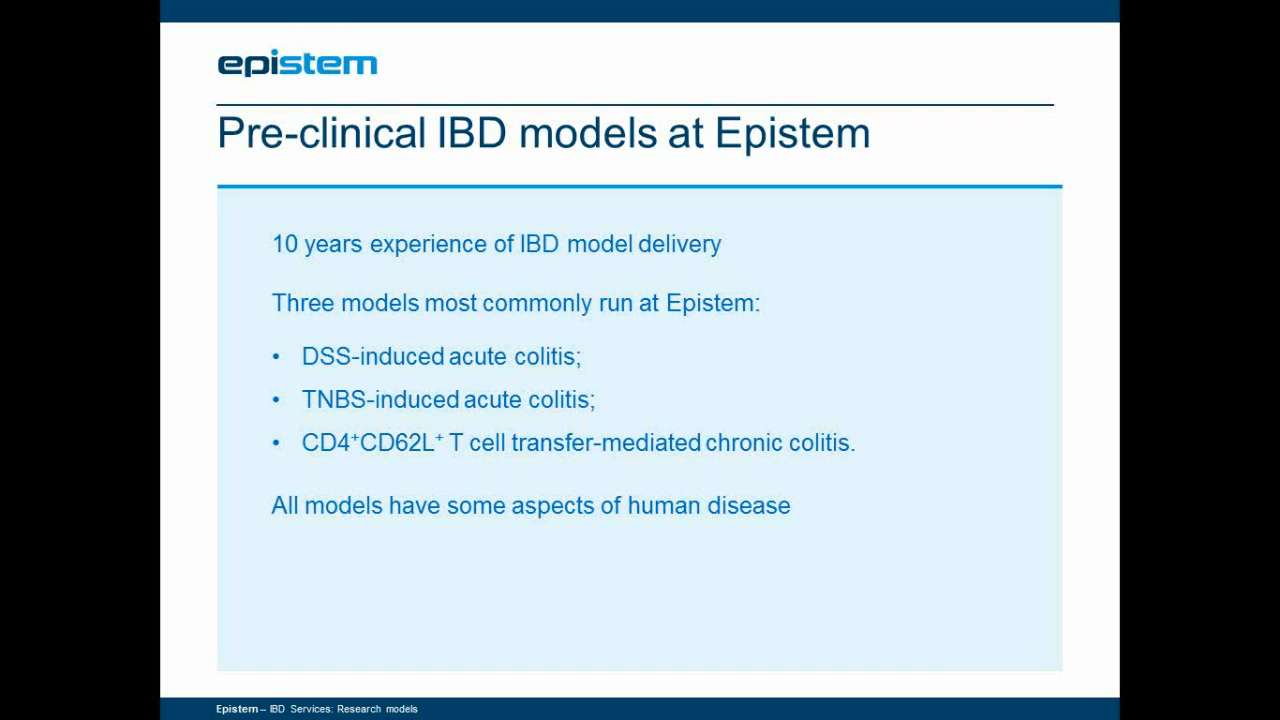 epistem
Pre-clinical IBD models at Epistem
10 years experience of IBD model delivery
Three models most commonly run at Epistem:
• DSS-induced acute colitis;
• TNBS-induced acute colitis;
• CD4⁺CD62L⁺ T cell transfer-mediated chronic colitis.
All models have some aspects of human disease
Epistem – IBD Services: Research models